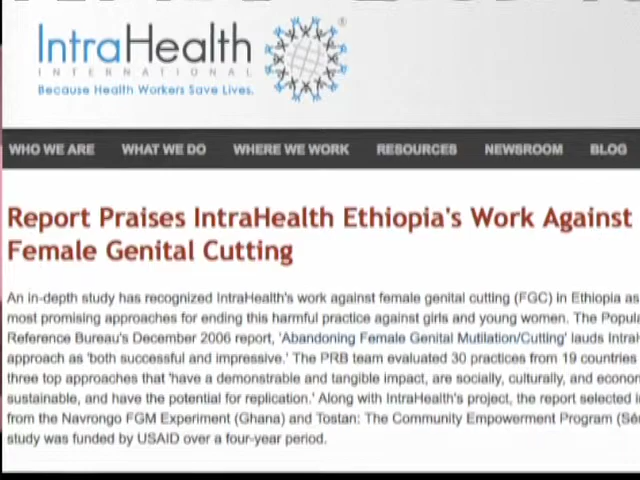 IntraHealth
INTERNATIONAL
Because Health Workers Save Lives.
WHO WE ARE WHAT WE DO WHERE WE WORK RESOURCES NEWSROOM BLOG
Report Praises IntraHealth Ethiopia's Work Against
Female Genital Cutting
An in-depth study has recognized IntraHealth's work against female genital cutting (FGC) in Ethiopia as
most promising approaches for ending this harmful practice against girls and young women. The
Reference Bureau's December 2006 report, 'Abandoning Female Genital Mutilation/Cutting' lauds
approach as 'both successful and impressive.' The PRB team evaluated 30 practices from 19 countries
three top approaches that 'have a demonstrable and tangible impact, are socially, culturally, and
sustainable, and have the potential for replication.' Along with IntraHealth's project, the report selected
from the Navrongo FGM Experiment (Ghana) and Tostan: The Community Empowerment Program
study was funded by USAID over a four-year period.